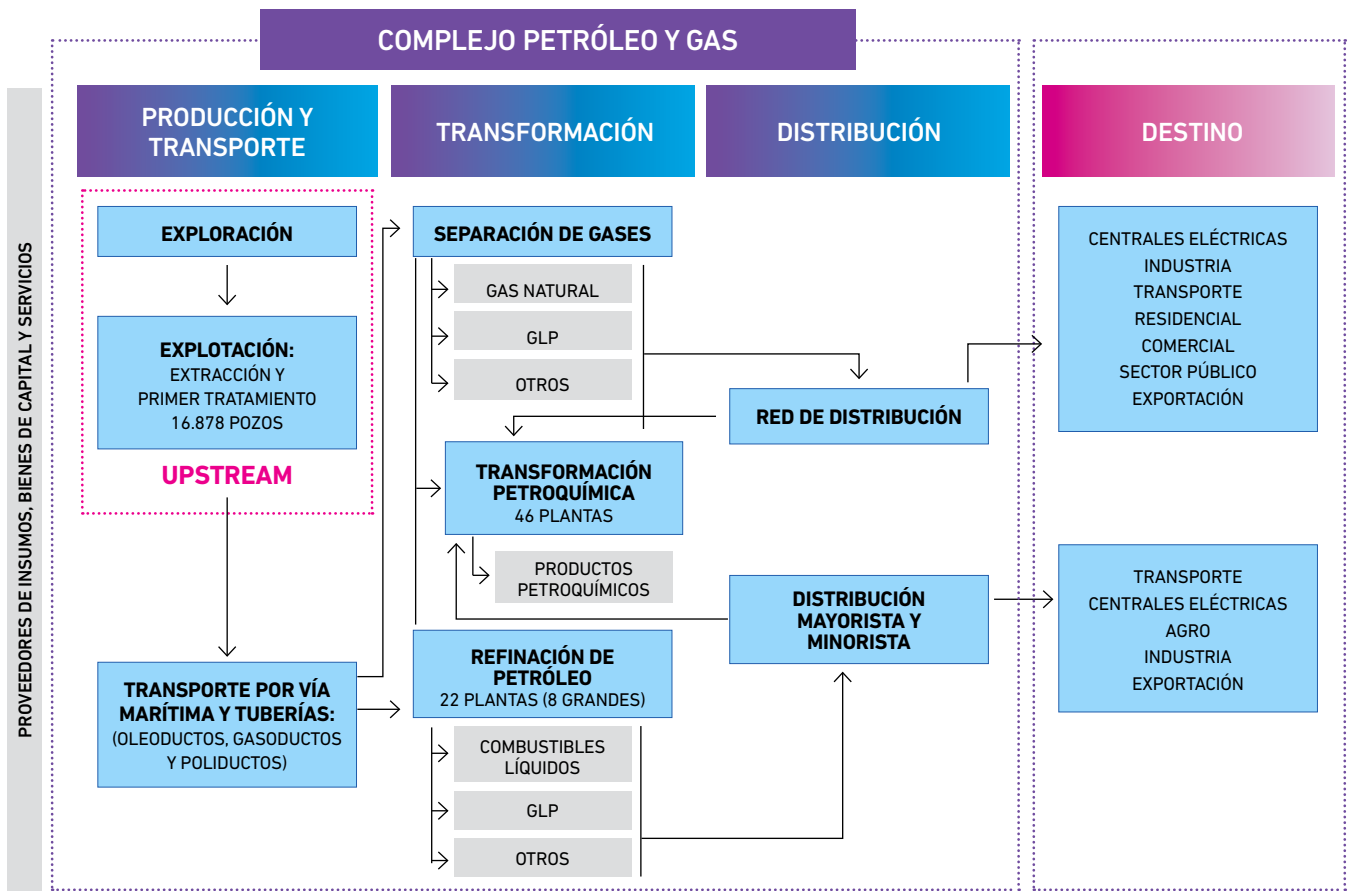 COMPLEJO PETRÓLEO Y GAS
PROVEEDORES DE INSUMOS, BIENES DE CAPITAL Y SERVICIOS
PRODUCCIÓN Y
TRANSPORTE
EXPLORACIÓN
EXPLOTACIÓN:
EXTRACCIÓN Y
PRIMER TRATAMIENTO
16.878 POZOS
UPSTREAM
TRANSPORTE POR VÍA
MARÍTIMA Y TUBERÍAS:
(OLEODUCTOS, GASODUCTOS
Y POLIDUCTOS)
TRANSFORMACIÓN
SEPARACIÓN DE GASES
GAS NATURAL
GLP
OTROS
TRANSFORMACIÓN
PETROQUÍMICA
46 PLANTAS
PRODUCTOS
PETROQUÍMICOS
REFINACIÓN DE
PETRÓLEO
22 PLANTAS (8 GRANDES)
COMBUSTIBLES
LÍQUIDOS
GLP
OTROS
DISTRIBUCIÓN
RED DE DISTRIBUCIÓN
DISTRIBUCIÓN
MAYORISTA Y
MINORISTA
DESTINO
CENTRALES ELÉCTRICAS
INDUSTRIA
TRANSPORTE
RESIDENCIAL
COMERCIAL
SECTOR PÚBLICO
EXPORTACIÓN
TRANSPORTE
CENTRALES ELÉCTRICAS
AGRO
INDUSTRIA
EXPORTACIÓN